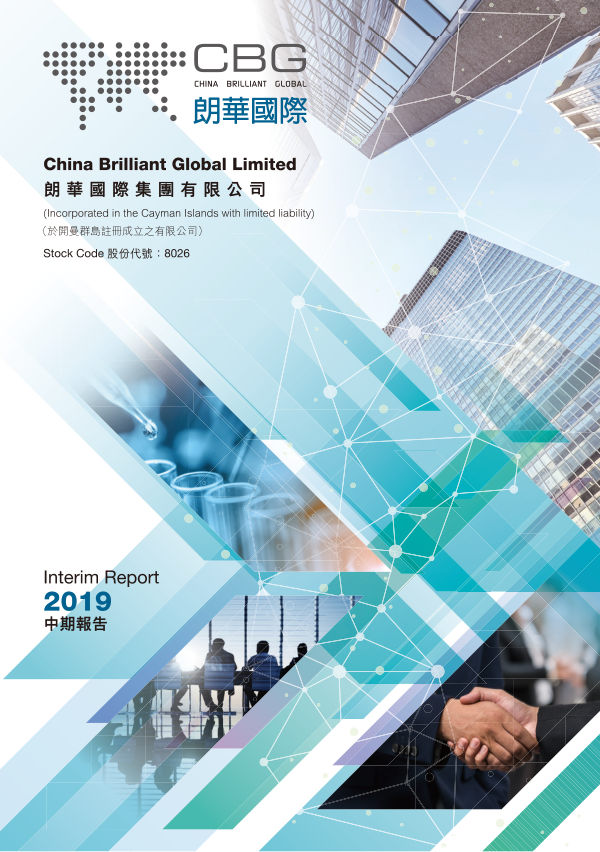 CBG
CHINA BRILLIANT GLOBAL
朗華國際
China Brilliant Global Limited
朗華國際集團有限公司
(Incorporated in the Cayman Islands with limited liability)
(於開曼群島註冊成立之有限公司)
Stock Code 股份代號：8026
Interim Report
2019
中期報告